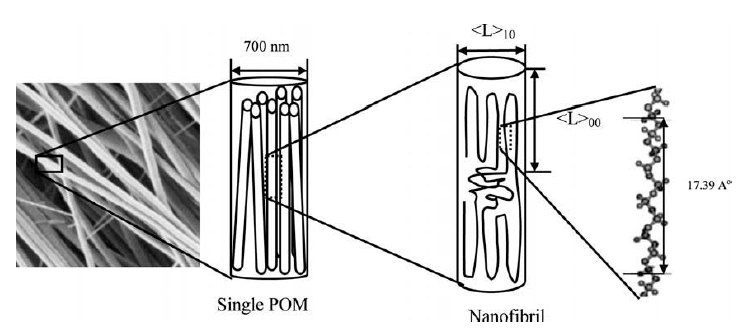 700 nm
<L>10
<L>00
17.39 A°
Single POM
Nanofibril